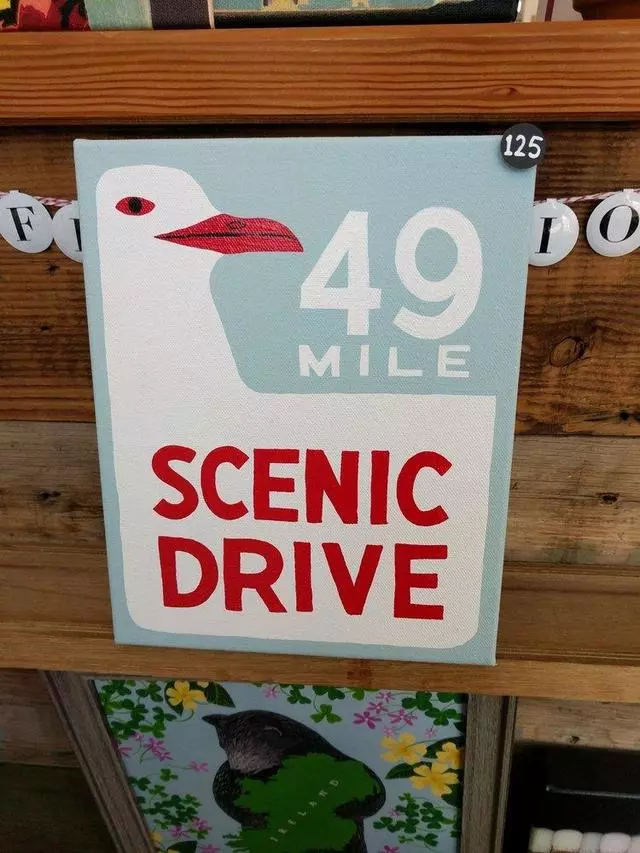 125
F I
I O
49
MILE
SCENIC
DRIVE
IRELAND